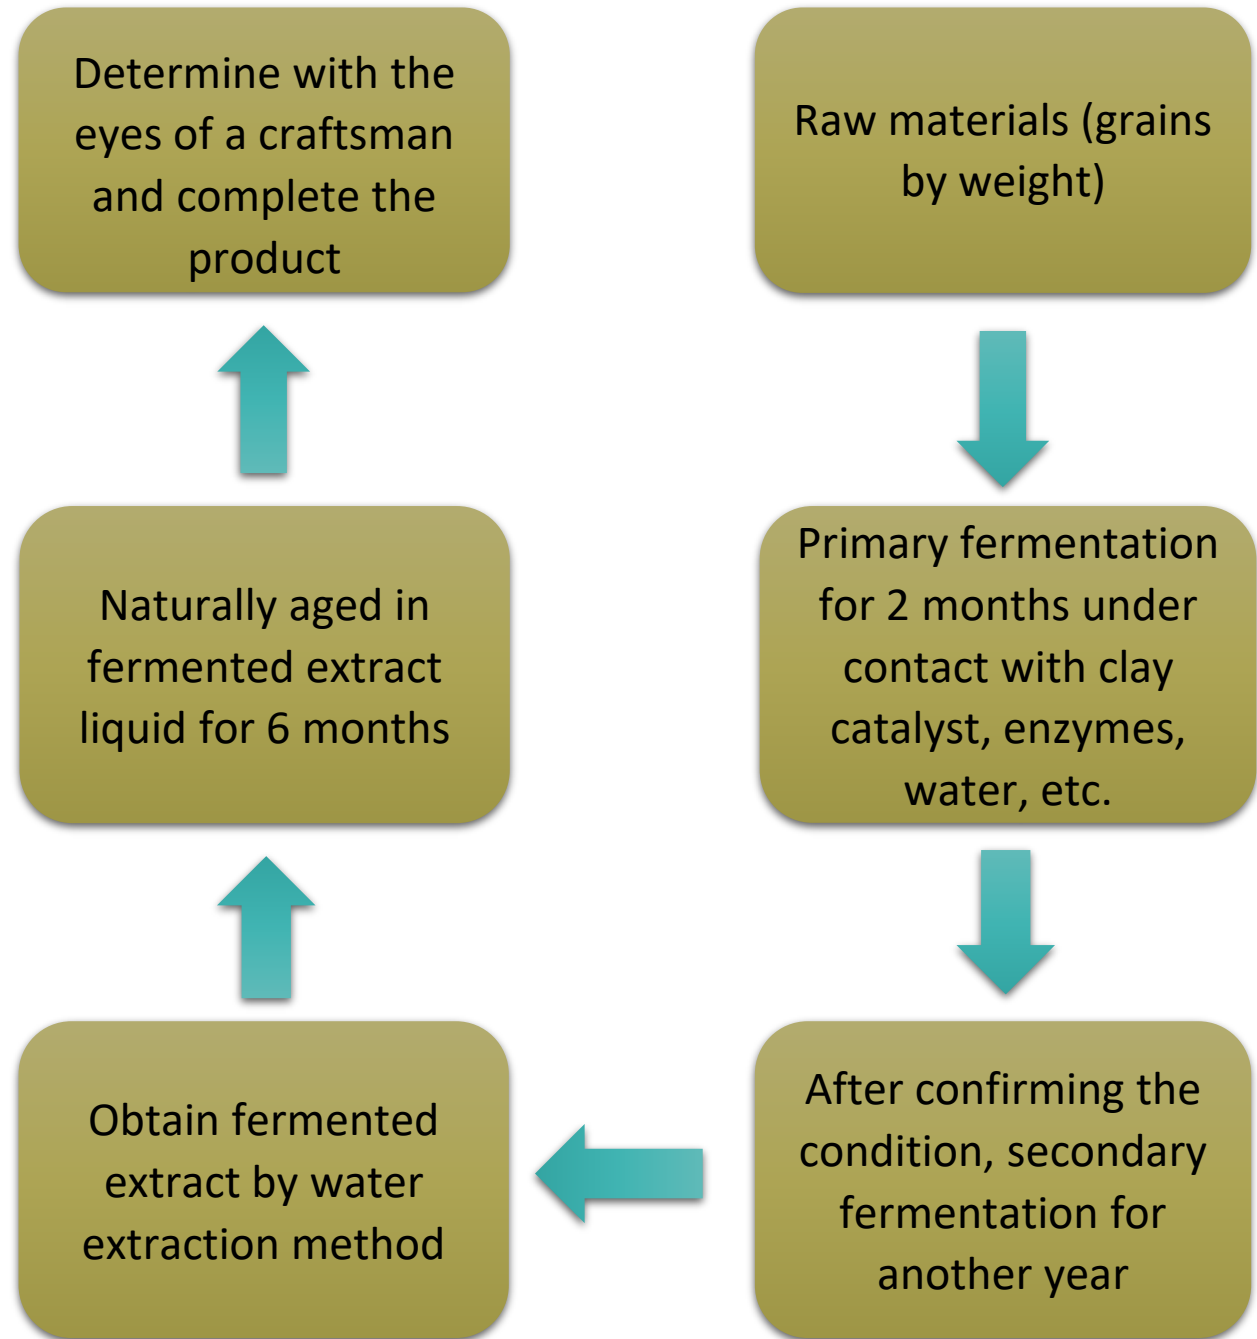 Raw materials (grains
by weight)
Primary fermentation
for 2 months under
contact with clay
catalyst, enzymes,
water, etc.
After confirming the
condition, secondary
fermentation for
another year
Obtain fermented
extract by water
extraction method
Naturally aged in
fermented extract
liquid for 6 months
Determine with the
eyes of a craftsman
and complete the
product